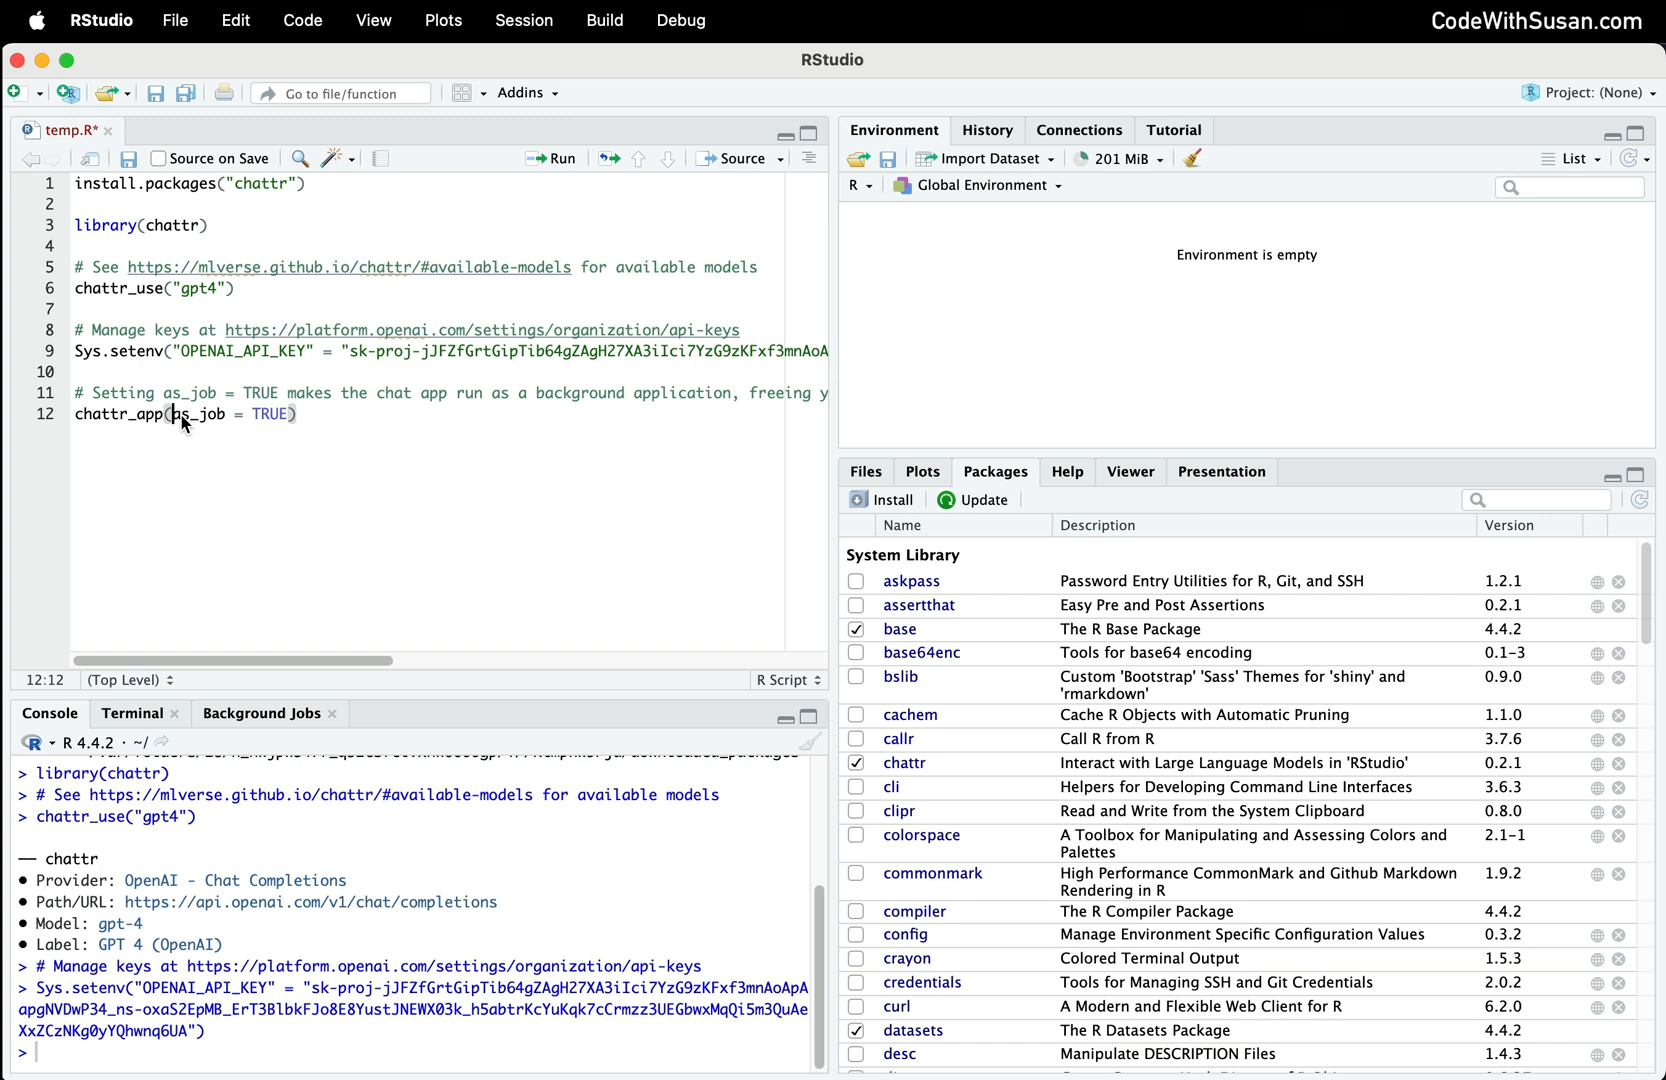 RStudio File Edit Code View Plots Session Build Debug CodeWithSusan.com
RStudio
Go to file/function Addins Project: (None)
temp.R*
Source on Save Run Source
1 install.packages("chattr")
2
3 library(chattr)
4
5 # See https://mlverse.github.io/chattr/#available-models for available models
6 chattr_use("gpt4")
7
8 # Manage keys at https://platform.openai.com/settings/organization/api-keys
9 Sys.setenv("OPENAI_API_KEY" = "[API key omitted]
10
11 # Setting as_job = TRUE makes the chat app run as a background application, freeing y
12 chattr_app(as_job = TRUE)
12:12 (Top Level) R Script
Console Terminal Background Jobs
R 4.4.2 · ~/
> library(chattr)
> # See https://mlverse.github.io/chattr/#available-models for available models
> chattr_use("gpt4")
── chattr
• Provider: OpenAI - Chat Completions
• Path/URL: https://api.openai.com/v1/chat/completions
• Model: gpt-4
• Label: GPT 4 (OpenAI)
> # Manage keys at https://platform.openai.com/settings/organization/api-keys
> Sys.setenv("OPENAI_API_KEY" = "[API key omitted]")
>
Environment History Connections Tutorial
Import Dataset 201 MiB List
R Global Environment
Environment is empty
Files Plots Packages Help Viewer Presentation
Install Update
Name Description Version
System Library
askpass Password Entry Utilities for R, Git, and SSH 1.2.1
assertthat Easy Pre and Post Assertions 0.2.1
base The R Base Package 4.4.2
base64enc Tools for base64 encoding 0.1-3
bslib Custom 'Bootstrap' 'Sass' Themes for 'shiny' and 0.9.0
'rmarkdown'
cachem Cache R Objects with Automatic Pruning 1.1.0
callr Call R from R 3.7.6
chattr Interact with Large Language Models in 'RStudio' 0.2.1
cli Helpers for Developing Command Line Interfaces 3.6.3
clipr Read and Write from the System Clipboard 0.8.0
colorspace A Toolbox for Manipulating and Assessing Colors and 2.1-1
Palettes
commonmark High Performance CommonMark and Github Markdown 1.9.2
Rendering in R
compiler The R Compiler Package 4.4.2
config Manage Environment Specific Configuration Values 0.3.2
crayon Colored Terminal Output 1.5.3
credentials Tools for Managing SSH and Git Credentials 2.0.2
curl A Modern and Flexible Web Client for R 6.2.0
datasets The R Datasets Package 4.4.2
desc Manipulate DESCRIPTION Files 1.4.3